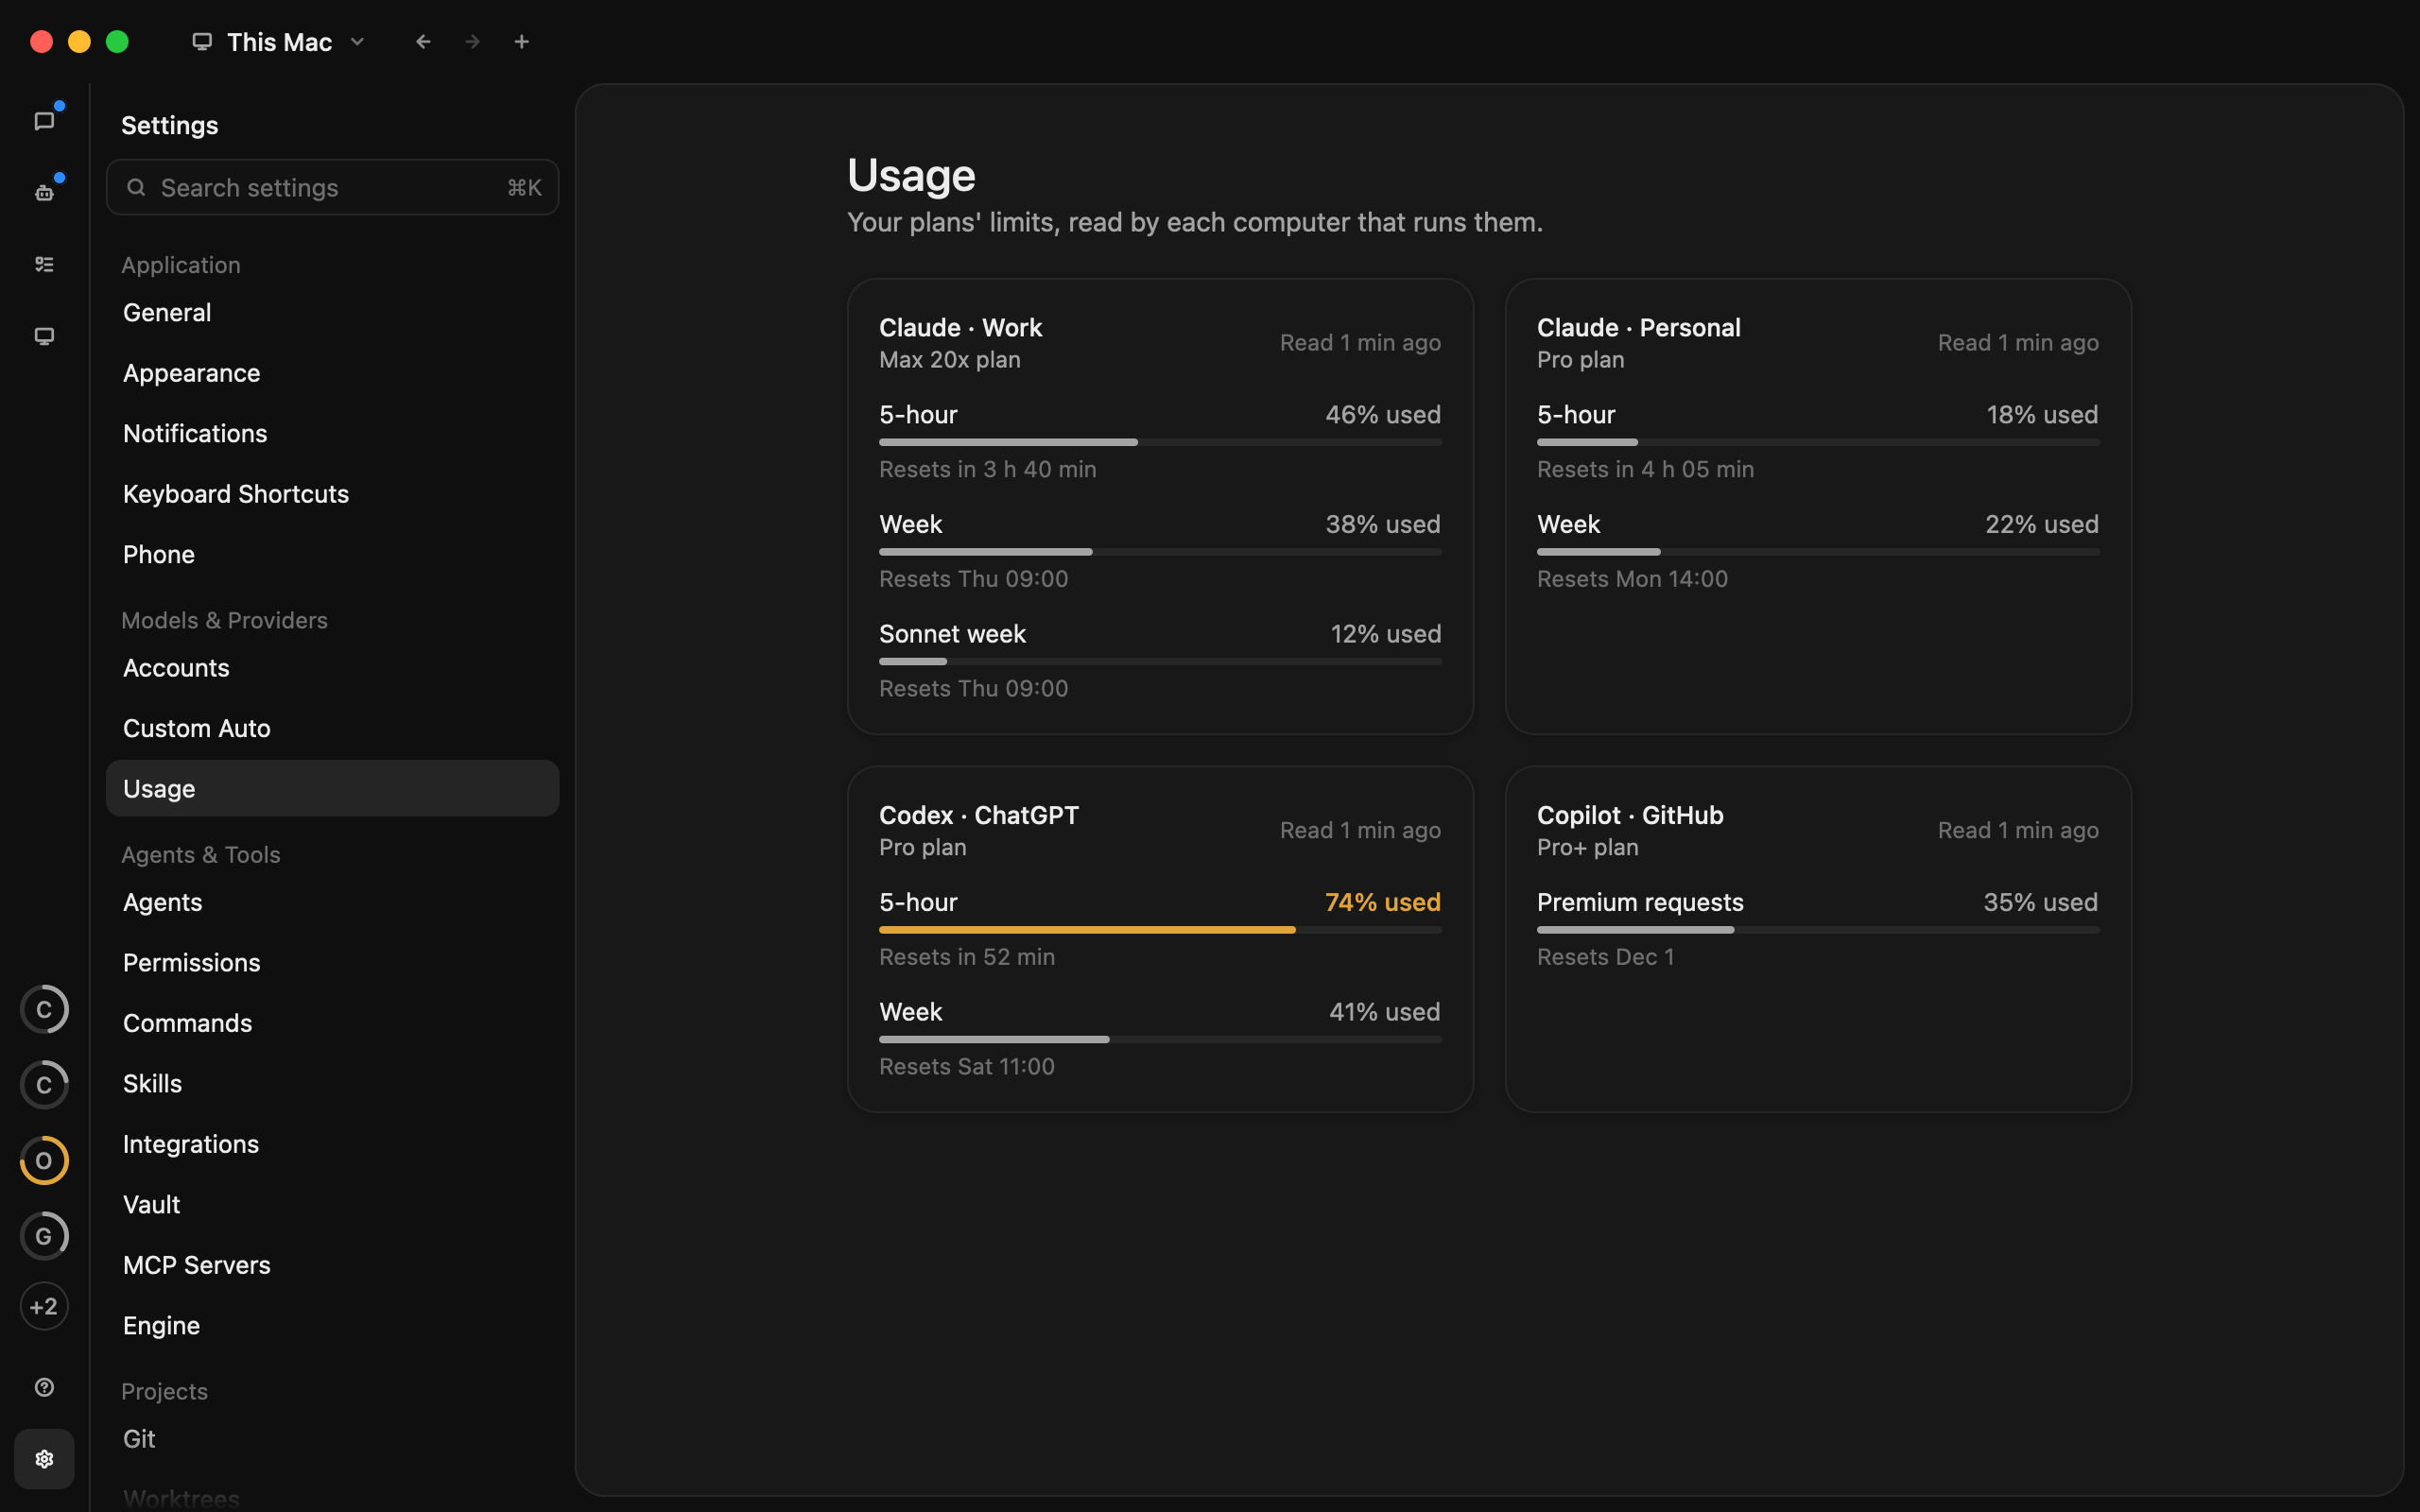 This Mac
Settings
Search settings ⌘K
Application
General
Appearance
Notifications
Keyboard Shortcuts
Phone
Models & Providers
Accounts
Custom Auto
Usage
Agents & Tools
Agents
Permissions
Commands
Skills
Integrations
Vault
MCP Servers
Engine
Projects
Git
Worktrees
C
C
O
G
+2
Usage
Your plans' limits, read by each computer that runs them.
Claude · Work
Max 20x plan
Read 1 min ago
5-hour 46% used
Resets in 3 h 40 min
Week 38% used
Resets Thu 09:00
Sonnet week 12% used
Resets Thu 09:00
Claude · Personal
Pro plan
Read 1 min ago
5-hour 18% used
Resets in 4 h 05 min
Week 22% used
Resets Mon 14:00
Codex · ChatGPT
Pro plan
Read 1 min ago
5-hour 74% used
Resets in 52 min
Week 41% used
Resets Sat 11:00
Copilot · GitHub
Pro+ plan
Read 1 min ago
Premium requests 35% used
Resets Dec 1